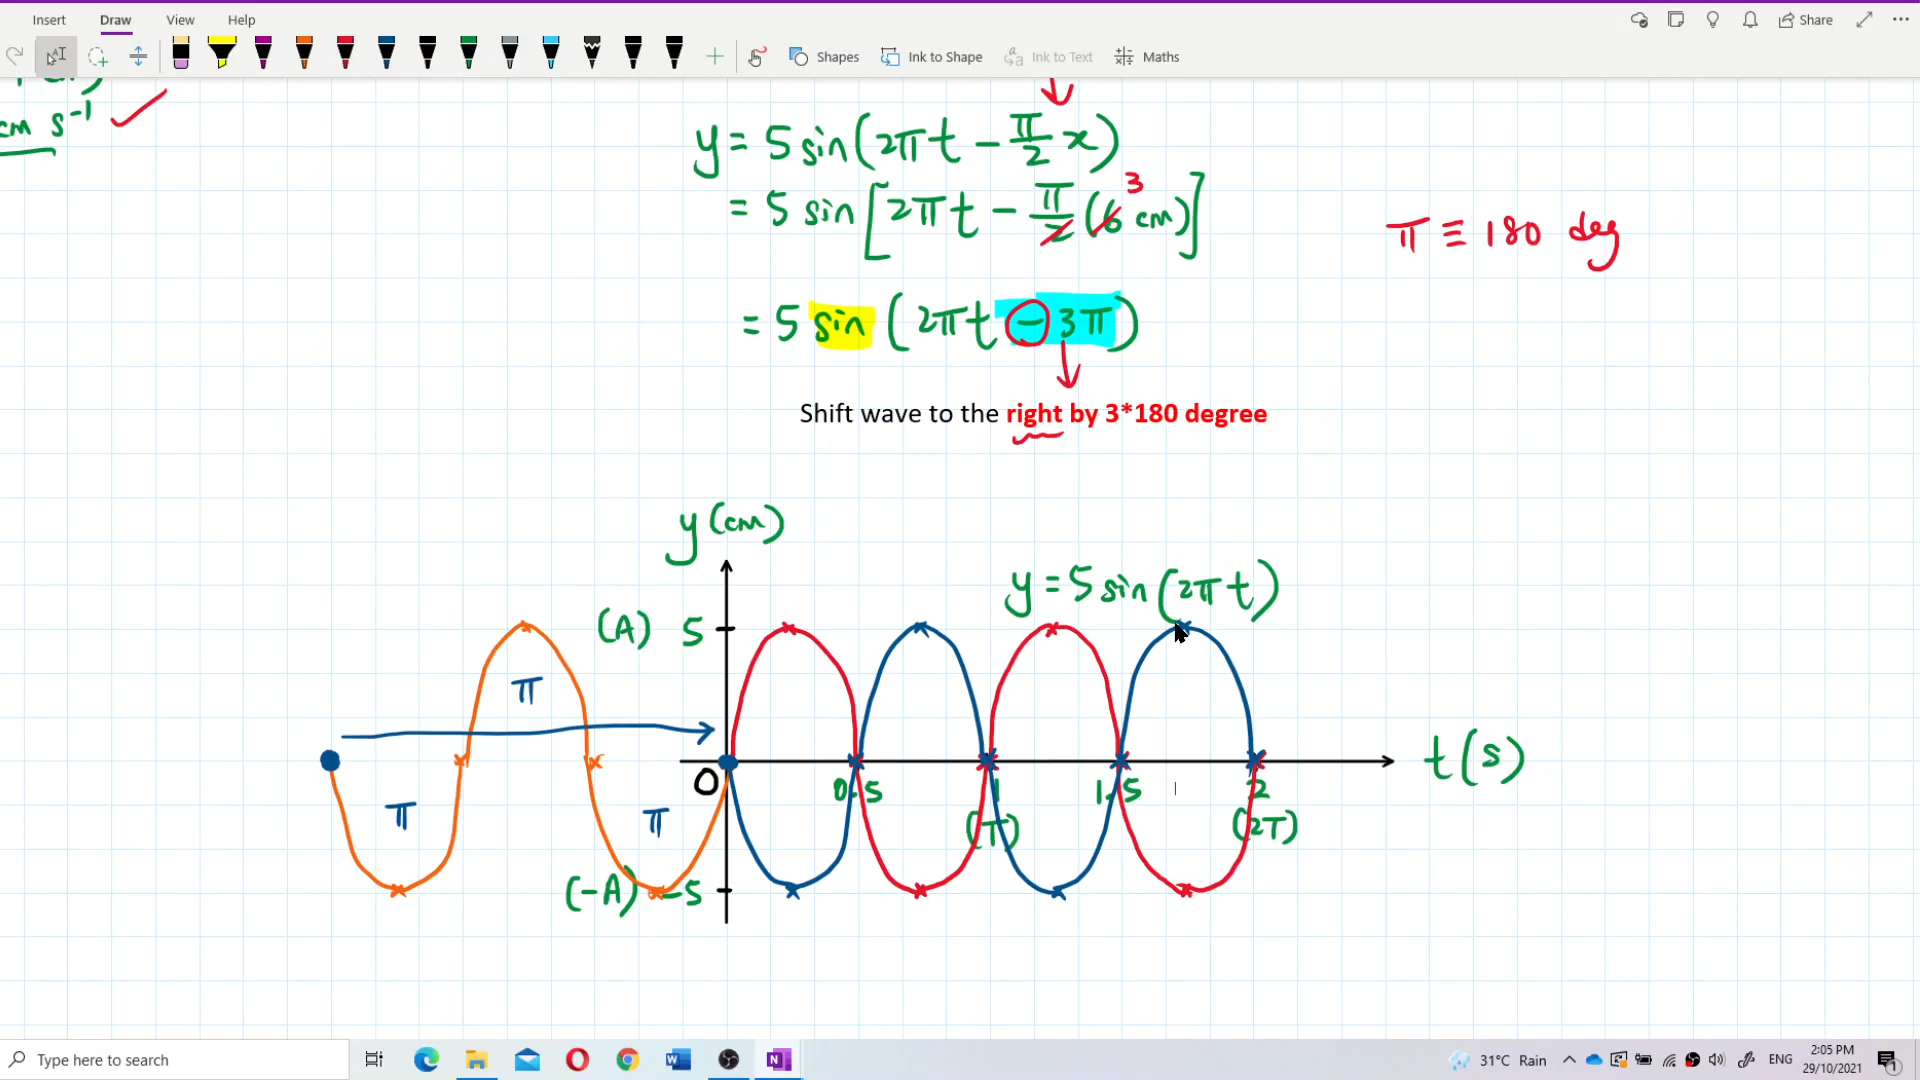 Insert Draw View Help Share
Shapes Ink to Shape Ink to Text Maths
cm s⁻¹
y = 5 sin(2πt − π/2 x)
= 5 sin[2πt − π/2 (6 cm)]
3
π ≡ 180 deg
= 5 sin (2πt − 3π)
Shift wave to the right by 3*180 degree
y (cm)
y = 5 sin(2πt)
(A) 5
π
t (s)
0 0.5 1 1.5 2
π π
(T) (2T)
(−A) −5
Type here to search
31°C Rain
ENG
2:05 PM
29/10/2021
1